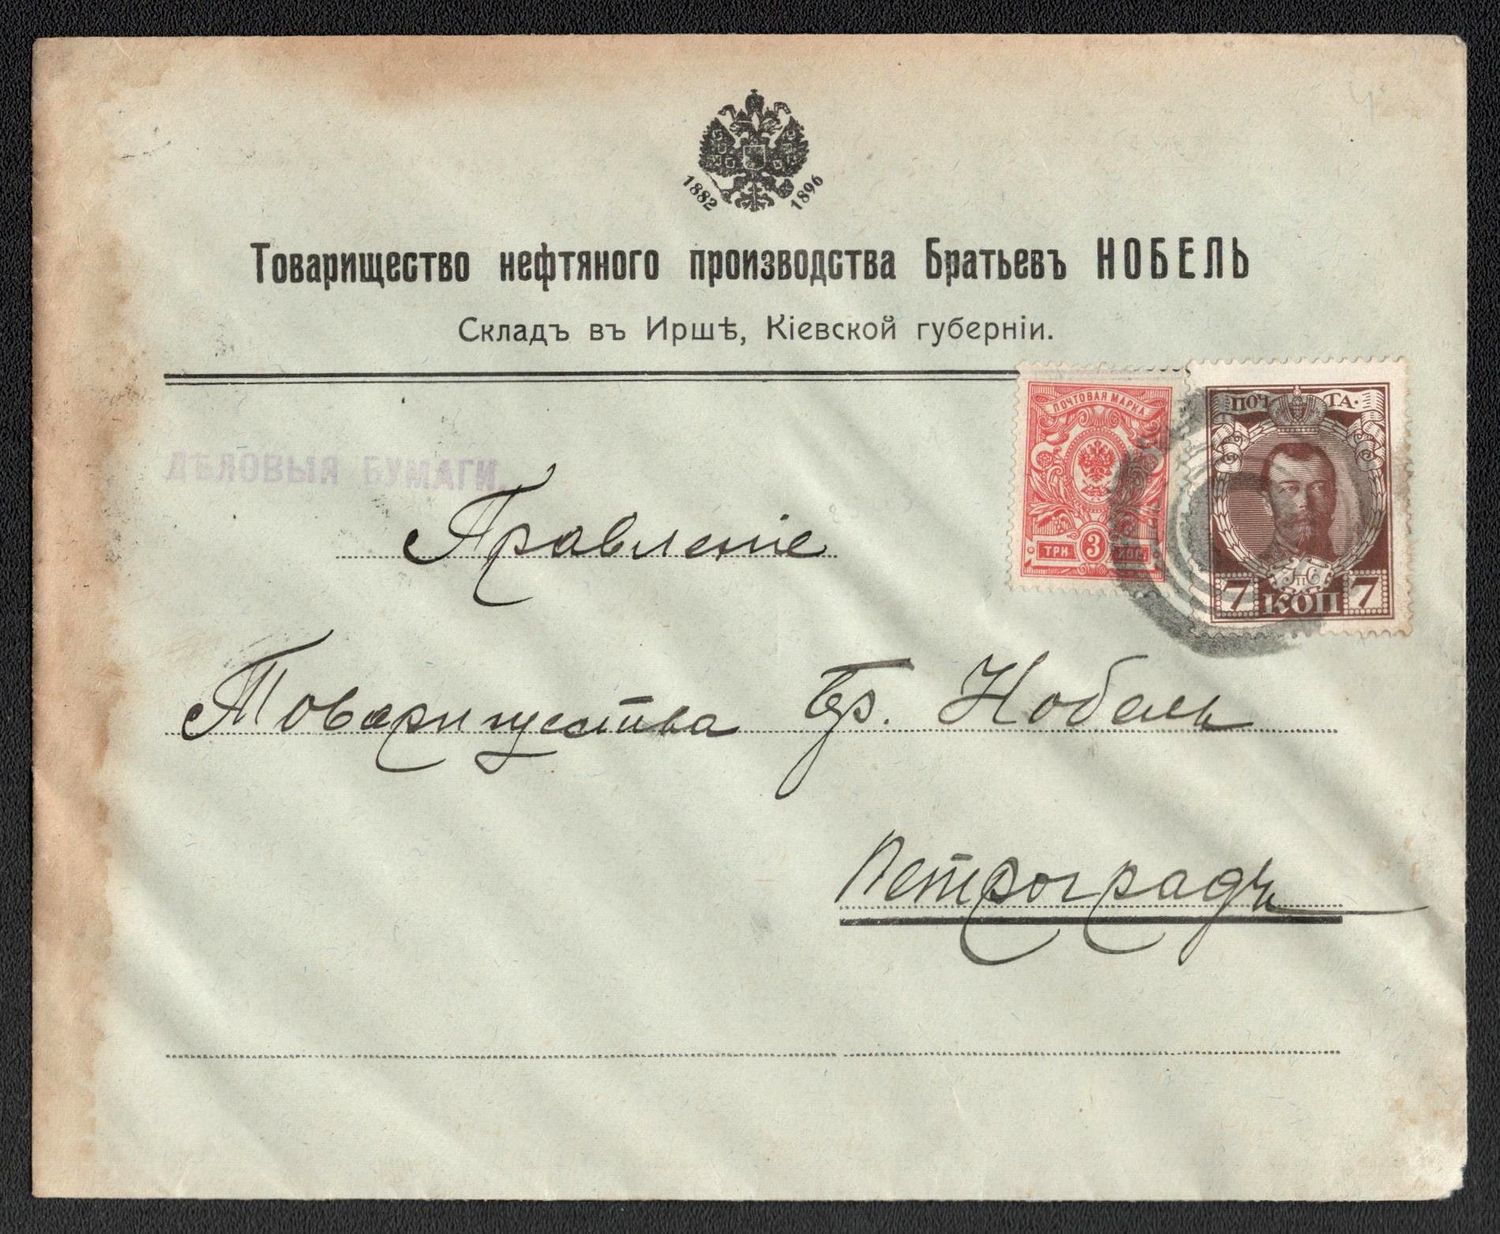 1882 1896
Товарищество нефтяного производства Братьевъ НОБЕЛЬ
Складъ въ Иршѣ, Кіевской губерніи.
ПОЧТОВАЯ МАРКА
ТРИ 3 КОП.
ПОЧТА.
7 КОП 7
ДѢЛОВЫЯ БУМАГИ.
Правленіе
Товарищества Бр. Нобель
Петроградъ